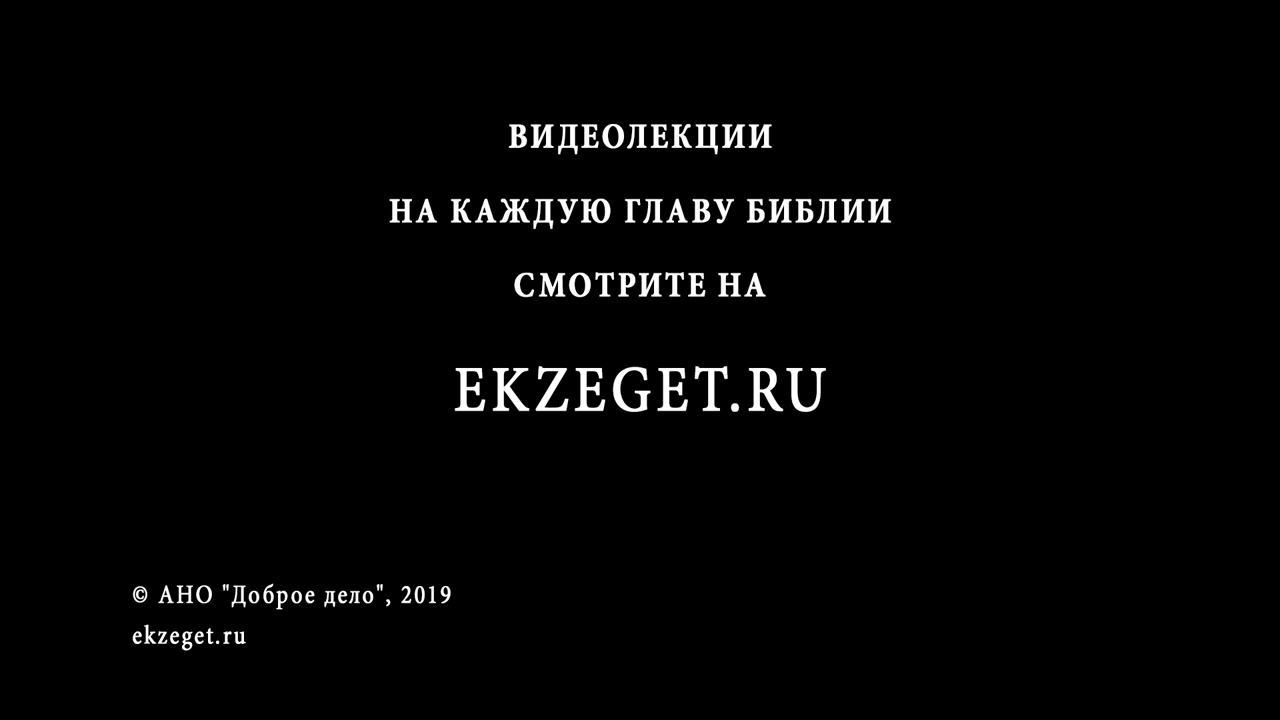 ВИДЕОЛЕКЦИИ
НА КАЖДУЮ ГЛАВУ БИБЛИИ
СМОТРИТЕ НА
EKZEGET.RU
© АНО "Доброе дело", 2019
ekzeget.ru